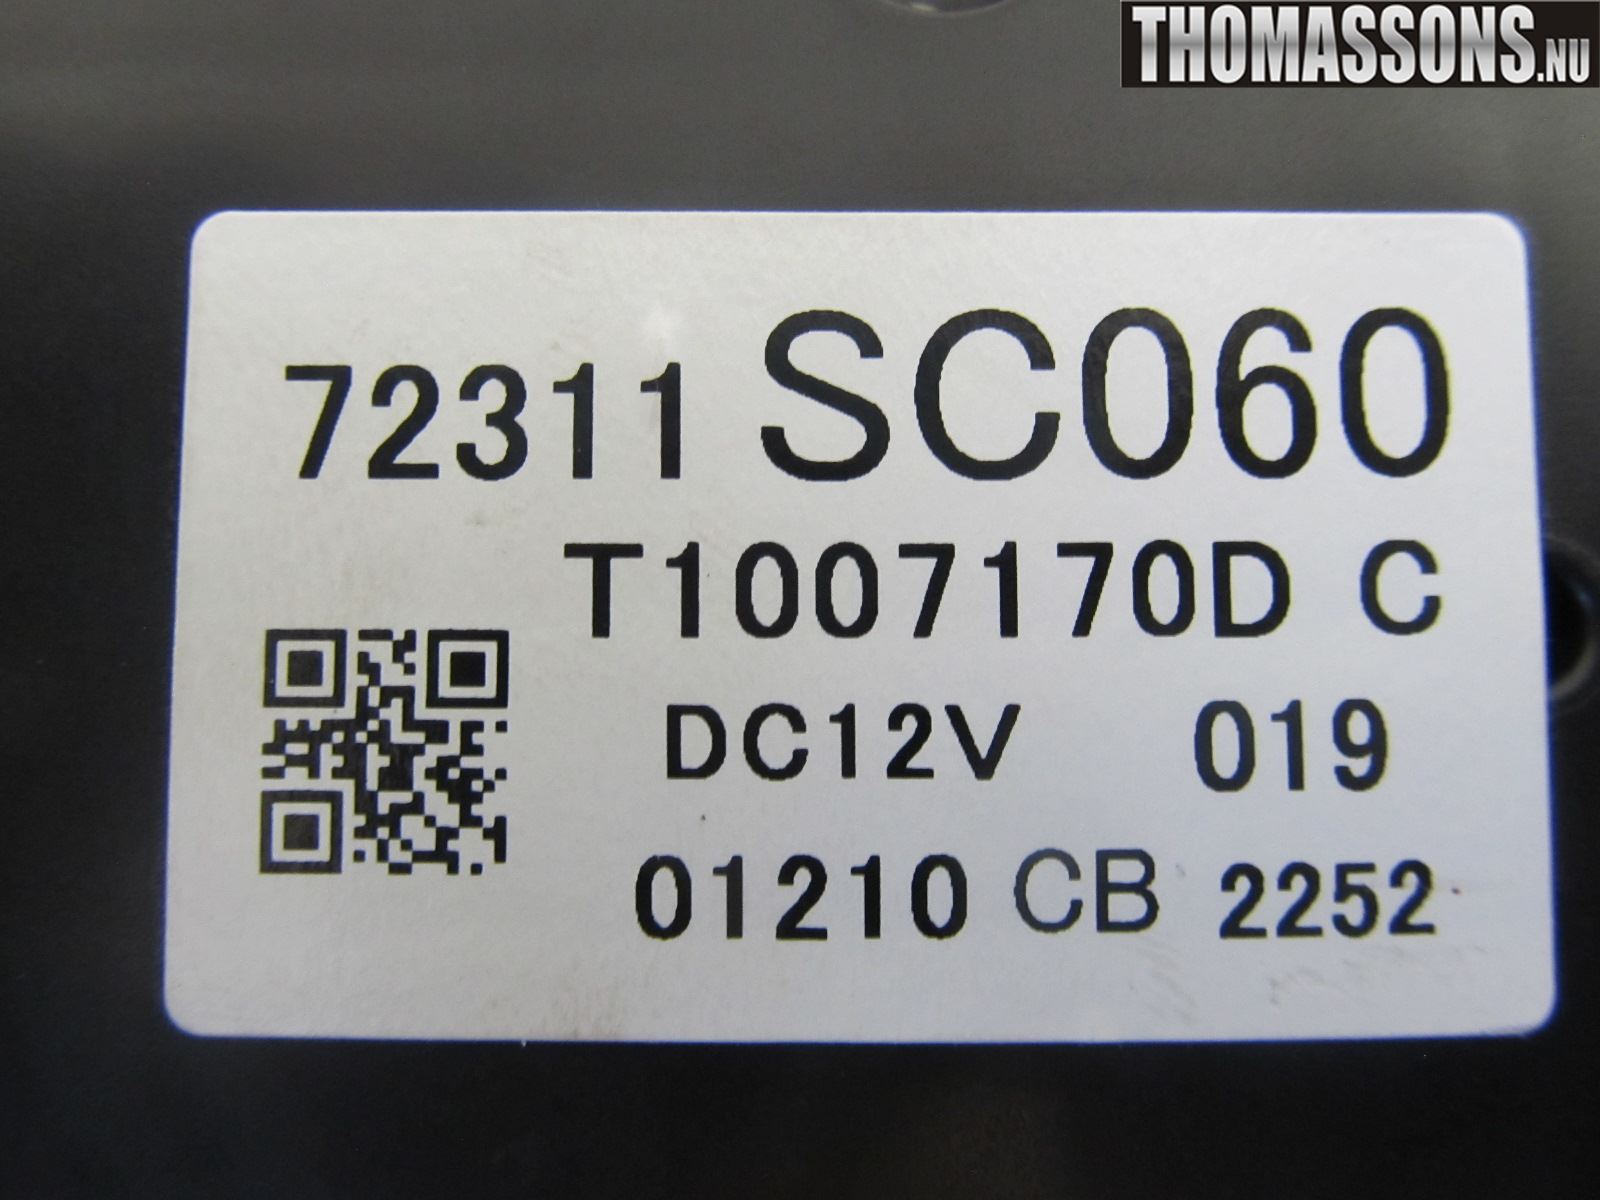 THOMASSONS.NU
72311 SC060
T1007170D C
DC12V 019
01210 CB 2252